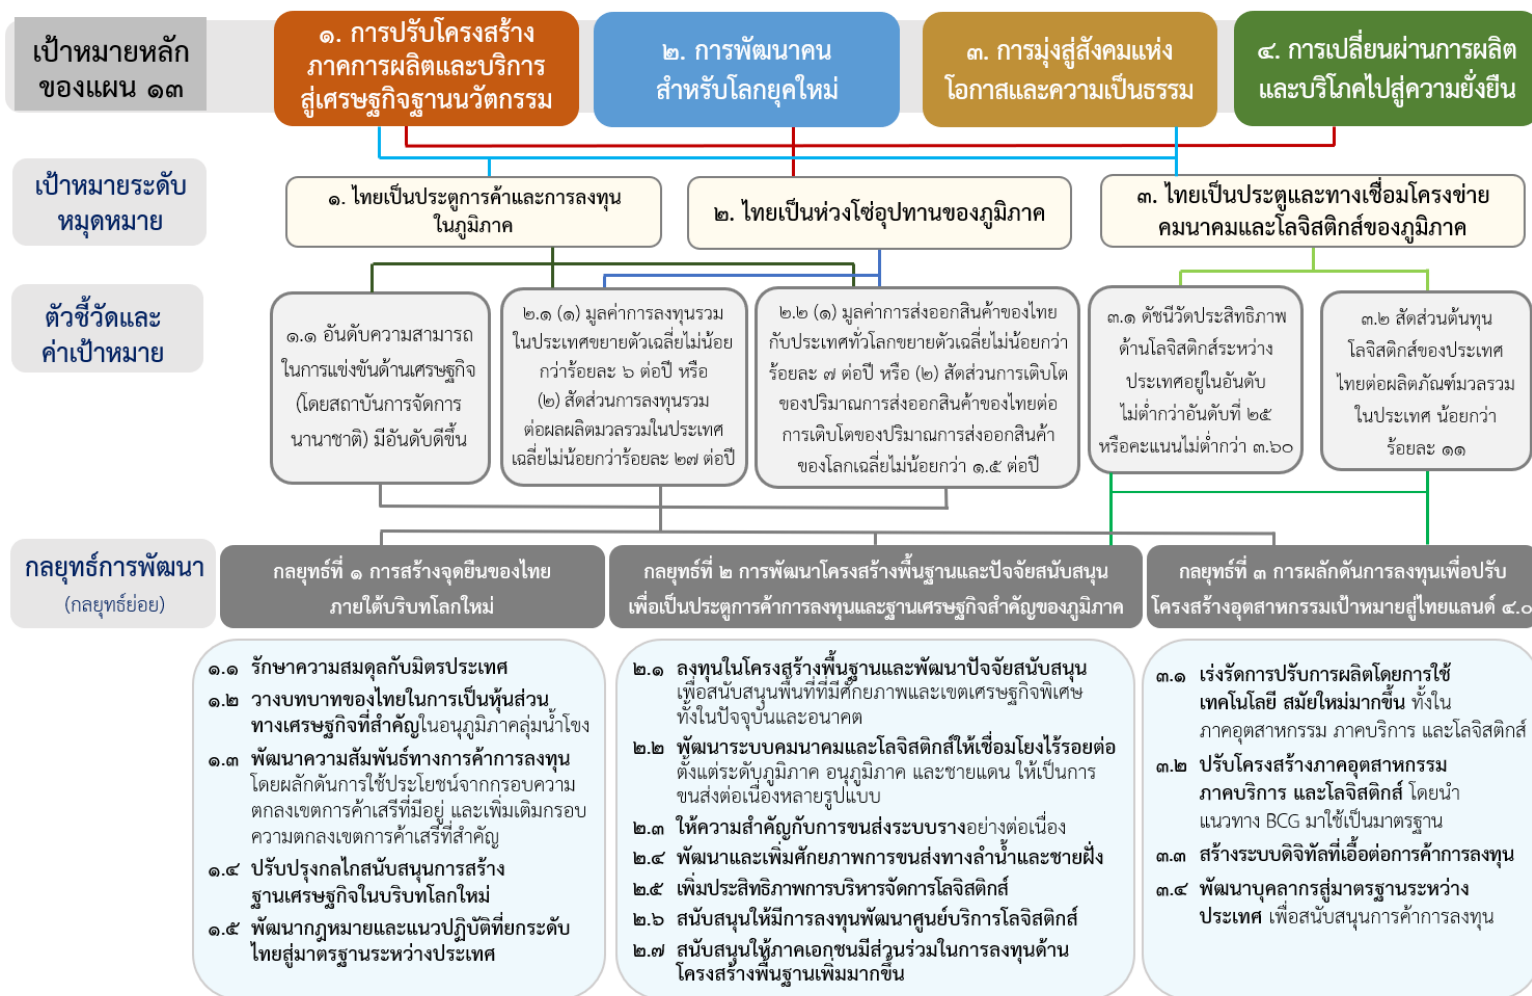 เป้าหมายหลัก
ของแผน ๑๓
๑. การปรับโครงสร้าง
ภาคการผลิตและบริการ
สู่เศรษฐกิจฐานนวัตกรรม
๒. การพัฒนาคน
สำหรับโลกยุคใหม่
๓. การมุ่งสู่สังคมแห่ง
โอกาสและความเป็นธรรม
๔. การเปลี่ยนผ่านการผลิต
และบริโภคไปสู่ความยั่งยืน
เป้าหมายระดับ
หมุดหมาย
๑. ไทยเป็นประตูการค้าและการลงทุน
ในภูมิภาค
๒. ไทยเป็นห่วงโซ่อุปทานของภูมิภาค
๓. ไทยเป็นประตูและทางเชื่อมโครงข่าย
คมนาคมและโลจิสติกส์ของภูมิภาค
ตัวชี้วัดและ
ค่าเป้าหมาย
๑.๑ อันดับความสามารถ
ในการแข่งขันด้านเศรษฐกิจ
(โดยสถาบันการจัดการ
นานาชาติ) มีอันดับดีขึ้น
๒.๑ (๑) มูลค่าการลงทุนรวม
ในประเทศขยายตัวเฉลี่ยไม่น้อย
กว่าร้อยละ ๖ ต่อปี หรือ
(๒) สัดส่วนการลงทุนรวม
ต่อผลผลิตมวลรวมในประเทศ
เฉลี่ยไม่น้อยกว่าร้อยละ ๒๗ ต่อปี
๒.๒ (๑) มูลค่าการส่งออกสินค้าของไทย
กับประเทศทั่วโลกขยายตัวเฉลี่ยไม่น้อยกว่า
ร้อยละ ๗ ต่อปี หรือ (๒) สัดส่วนการเติบโต
ของปริมาณการส่งออกสินค้าของไทยต่อ
การเติบโตของปริมาณการส่งออกสินค้า
ของโลกเฉลี่ยไม่น้อยกว่า ๑.๕ ต่อปี
๓.๑ ดัชนีวัดประสิทธิภาพ
ด้านโลจิสติกส์ระหว่าง
ประเทศอยู่ในอันดับ
ไม่ต่ำกว่าอันดับที่ ๒๕
หรือคะแนนไม่ต่ำกว่า ๓.๖๐
๓.๒ สัดส่วนต้นทุน
โลจิสติกส์ของประเทศ
ไทยต่อผลิตภัณฑ์มวลรวม
ในประเทศ น้อยกว่า
ร้อยละ ๑๑
กลยุทธ์การพัฒนา
(กลยุทธ์ย่อย)
กลยุทธ์ที่ ๑ การสร้างจุดยืนของไทย
ภายใต้บริบทโลกใหม่
กลยุทธ์ที่ ๒ การพัฒนาโครงสร้างพื้นฐานและปัจจัยสนับสนุน
เพื่อเป็นประตูการค้าการลงทุนและฐานเศรษฐกิจสำคัญของภูมิภาค
กลยุทธ์ที่ ๓ การผลักดันการลงทุนเพื่อปรับ
โครงสร้างอุตสาหกรรมเป้าหมายสู่ไทยแลนด์ ๔.๐
๑.๑ รักษาความสมดุลกับมิตรประเทศ
๑.๒ วางบทบาทของไทยในการเป็นหุ้นส่วน
ทางเศรษฐกิจที่สำคัญในอนุภูมิภาคลุ่มน้ำโขง
๑.๓ พัฒนาความสัมพันธ์ทางการค้าการลงทุน
โดยผลักดันการใช้ประโยชน์จากกรอบความ
ตกลงเขตการค้าเสรีที่มีอยู่ และเพิ่มเติมกรอบ
ความตกลงเขตการค้าเสรีที่สำคัญ
๑.๔ ปรับปรุงกลไกสนับสนุนการสร้าง
ฐานเศรษฐกิจในบริบทโลกใหม่
๑.๕ พัฒนากฎหมายและแนวปฏิบัติที่ยกระดับ
ไทยสู่มาตรฐานระหว่างประเทศ
๒.๑ ลงทุนในโครงสร้างพื้นฐานและพัฒนาปัจจัยสนับสนุน
เพื่อสนับสนุนพื้นที่ที่มีศักยภาพและเขตเศรษฐกิจพิเศษ
ทั้งในปัจจุบันและอนาคต
๒.๒ พัฒนาระบบคมนาคมและโลจิสติกส์ให้เชื่อมโยงไร้รอยต่อ
ตั้งแต่ระดับภูมิภาค อนุภูมิภาค และชายแดน ให้เป็นการ
ขนส่งต่อเนื่องหลายรูปแบบ
๒.๓ ให้ความสำคัญกับการขนส่งระบบรางอย่างต่อเนื่อง
๒.๔ พัฒนาและเพิ่มศักยภาพการขนส่งทางลำน้ำและชายฝั่ง
๒.๕ เพิ่มประสิทธิภาพการบริหารจัดการโลจิสติกส์
๒.๖ สนับสนุนให้มีการลงทุนพัฒนาศูนย์บริการโลจิสติกส์
๒.๗ สนับสนุนให้ภาคเอกชนมีส่วนร่วมในการลงทุนด้าน
โครงสร้างพื้นฐานเพิ่มมากขึ้น
๓.๑ เร่งรัดการปรับการผลิตโดยการใช้
เทคโนโลยี สมัยใหม่มากขึ้น ทั้งใน
ภาคอุตสาหกรรม ภาคบริการ และโลจิสติกส์
๓.๒ ปรับโครงสร้างภาคอุตสาหกรรม
ภาคบริการ และโลจิสติกส์ โดยนำ
แนวทาง BCG มาใช้เป็นมาตรฐาน
๓.๓ สร้างระบบดิจิทัลที่เอื้อต่อการค้าการลงทุน
๓.๔ พัฒนาบุคลากรสู่มาตรฐานระหว่าง
ประเทศ เพื่อสนับสนุนการค้าการลงทุน